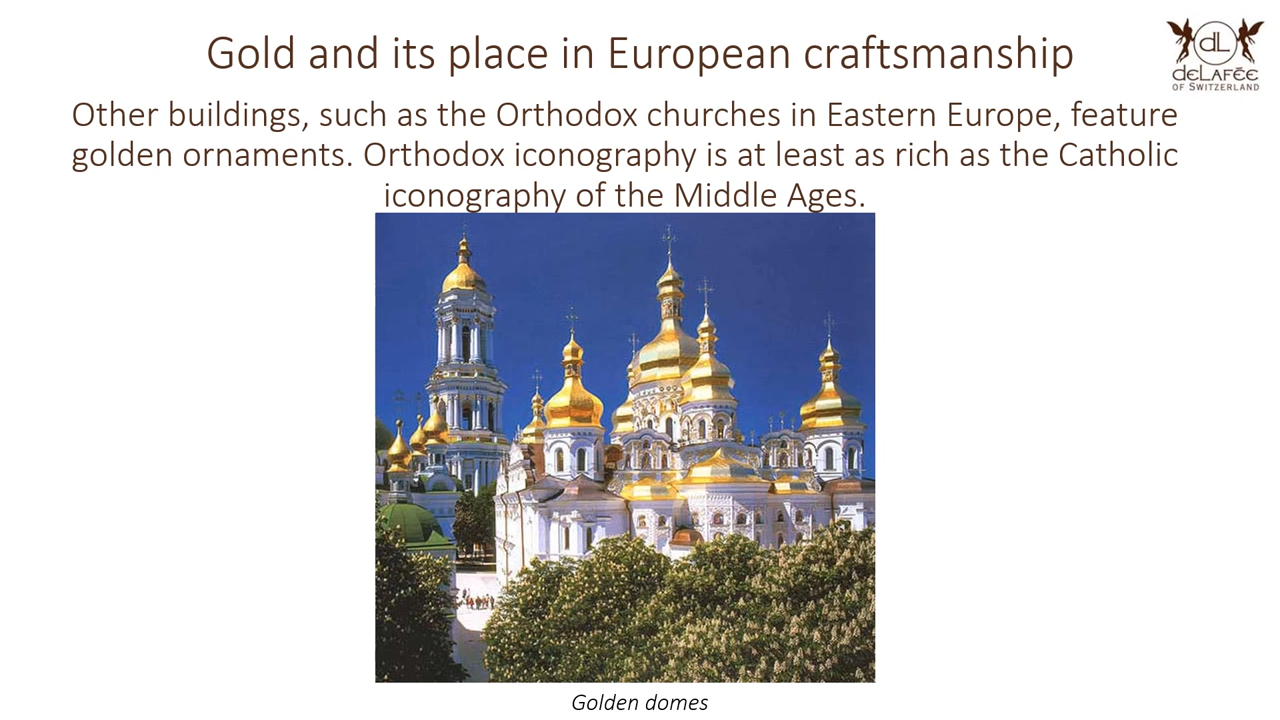 Gold and its place in European craftsmanship
dL
deLafée
of Switzerland
Other buildings, such as the Orthodox churches in Eastern Europe, feature
golden ornaments. Orthodox iconography is at least as rich as the Catholic
iconography of the Middle Ages.
Golden domes